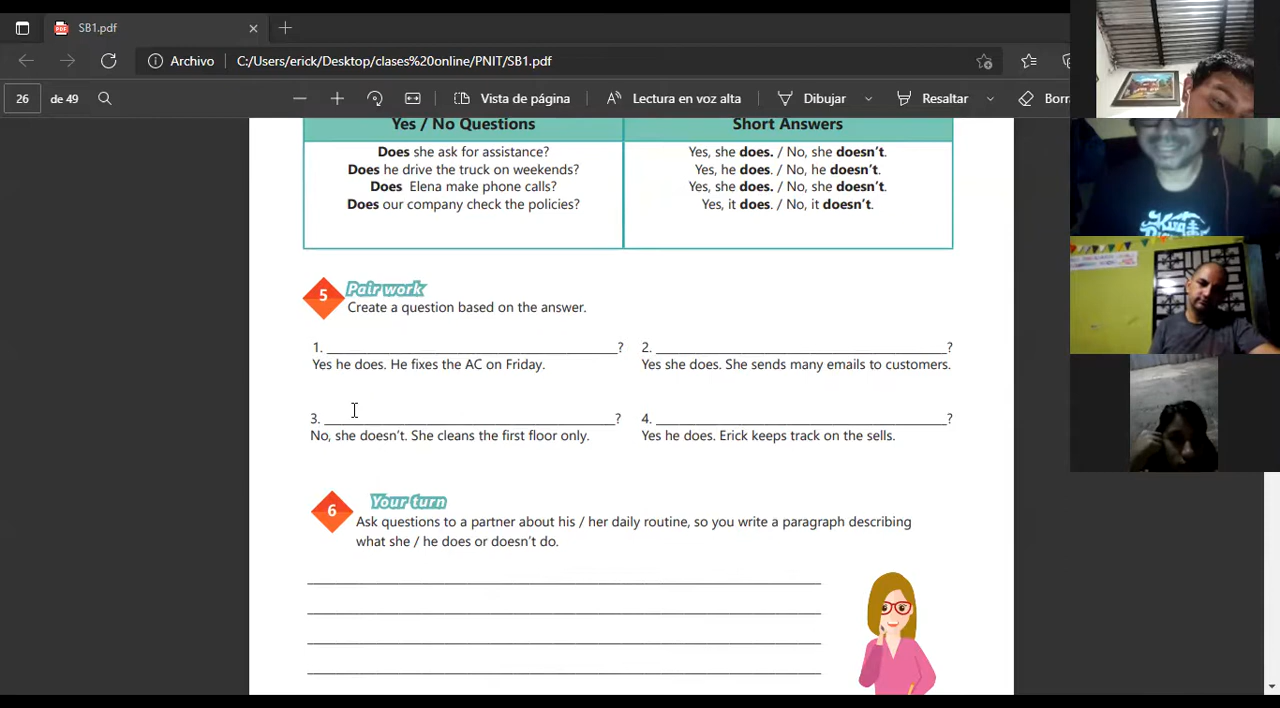 SB1.pdf
Archivo C:/Users/erick/Desktop/clases%20online/PNIT/SB1.pdf
26 de 49 Vista de página Lectura en voz alta Dibujar Resaltar Borra
Yes / No Questions Short Answers
Does she ask for assistance? Yes, she does. / No, she doesn't.
Does he drive the truck on weekends? Yes, he does. / No, he doesn't.
Does Elena make phone calls? Yes, she does. / No, she doesn't.
Does our company check the policies? Yes, it does. / No, it doesn't.
5 Pair work
Create a question based on the answer.
1. ________________? 2. ________________?
Yes he does. He fixes the AC on Friday. Yes she does. She sends many emails to customers.
3. ________________? 4. ________________?
No, she doesn't. She cleans the first floor only. Yes he does. Erick keeps track on the sells.
6 Your turn
Ask questions to a partner about his / her daily routine, so you write a paragraph describing
what she / he does or doesn't do.